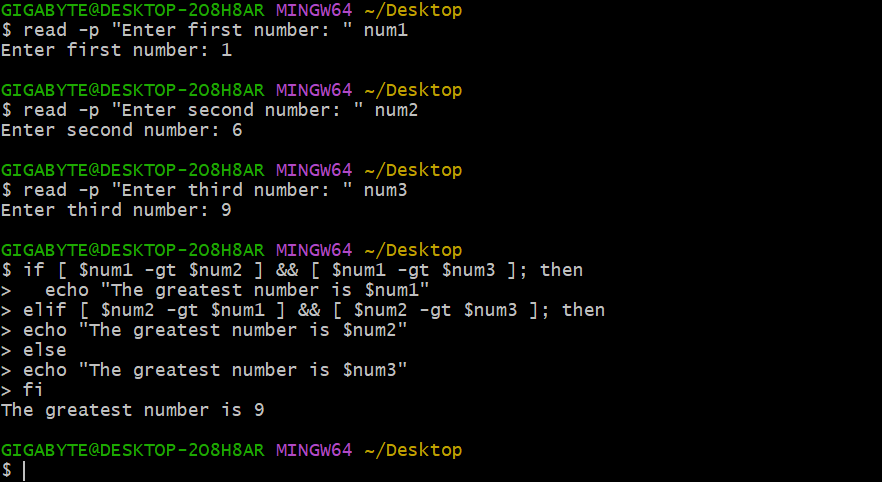 GIGABYTE@DESKTOP-2O8H8AR MINGW64 ~/Desktop
$ read -p "Enter first number: " num1
Enter first number: 1
GIGABYTE@DESKTOP-2O8H8AR MINGW64 ~/Desktop
$ read -p "Enter second number: " num2
Enter second number: 6
GIGABYTE@DESKTOP-2O8H8AR MINGW64 ~/Desktop
$ read -p "Enter third number: " num3
Enter third number: 9
GIGABYTE@DESKTOP-2O8H8AR MINGW64 ~/Desktop
$ if [ $num1 -gt $num2 ] && [ $num1 -gt $num3 ]; then
>   echo "The greatest number is $num1"
> elif [ $num2 -gt $num1 ] && [ $num2 -gt $num3 ]; then
> echo "The greatest number is $num2"
> else
> echo "The greatest number is $num3"
> fi
The greatest number is 9
GIGABYTE@DESKTOP-2O8H8AR MINGW64 ~/Desktop
$